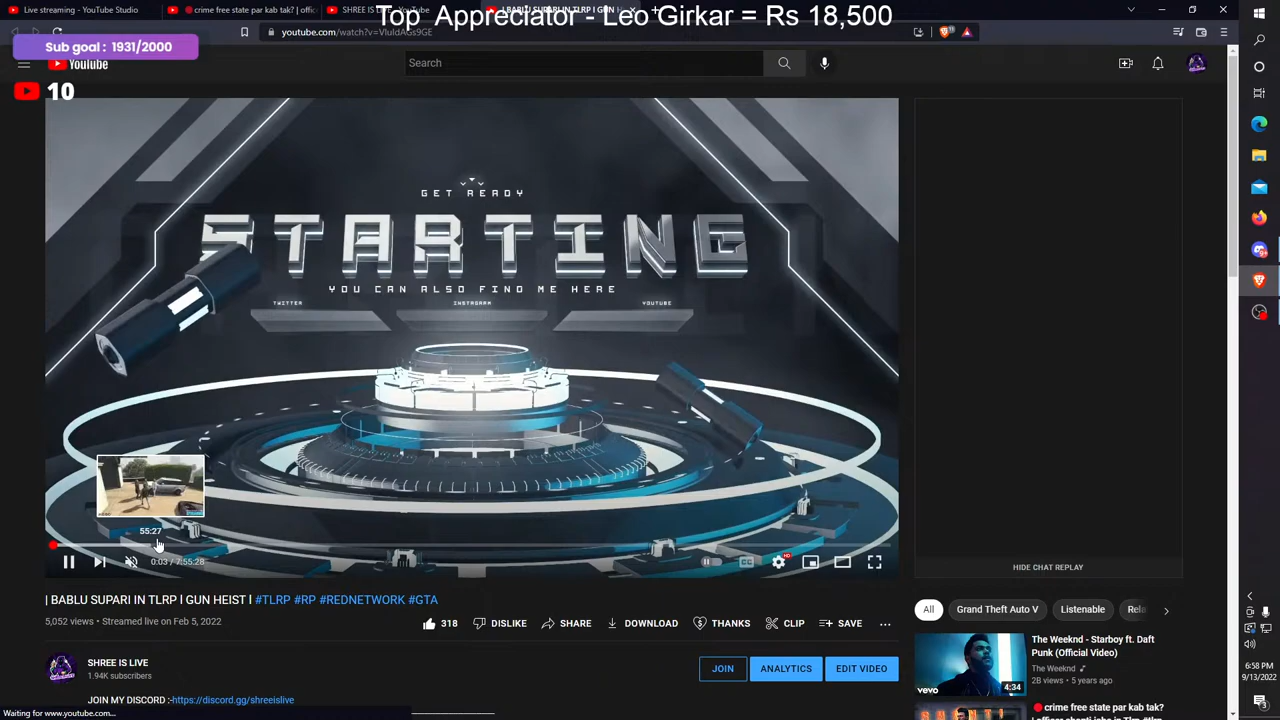 Top Appreciator - Leo Girkar = Rs 18,500
Live streaming - YouTube Studio
crime free state par kab tak? | offic
SHREE IS LIVE - YouTube
youtube.com/watch?v=VIuIdAGs9GE
Sub goal : 1931/2000
YouTube
Search
10
GET READY
STARTING
YOU CAN ALSO FIND ME HERE
TWITTER
INSTAGRAM
YOUTUBE
55:27
0:03 / 7:55:28
HD
HIDE CHAT REPLAY
| BABLU SUPARI IN TLRP l GUN HEIST l #TLRP #RP #REDNETWORK #GTA
5,052 views • Streamed live on Feb 5, 2022
318
DISLIKE
SHARE
DOWNLOAD
THANKS
CLIP
SAVE
SHREE IS LIVE
1.94K subscribers
JOIN
ANALYTICS
EDIT VIDEO
JOIN MY DISCORD :-https://discord.gg/shreeislive
Waiting for www.youtube.com...
All
Grand Theft Auto V
Listenable
Rela
The Weeknd - Starboy ft. Daft
Punk (Official Video)
The Weeknd
2B views • 5 years ago
vevo
4:34
crime free state par kab tak?
6:58 PM
9/13/2022